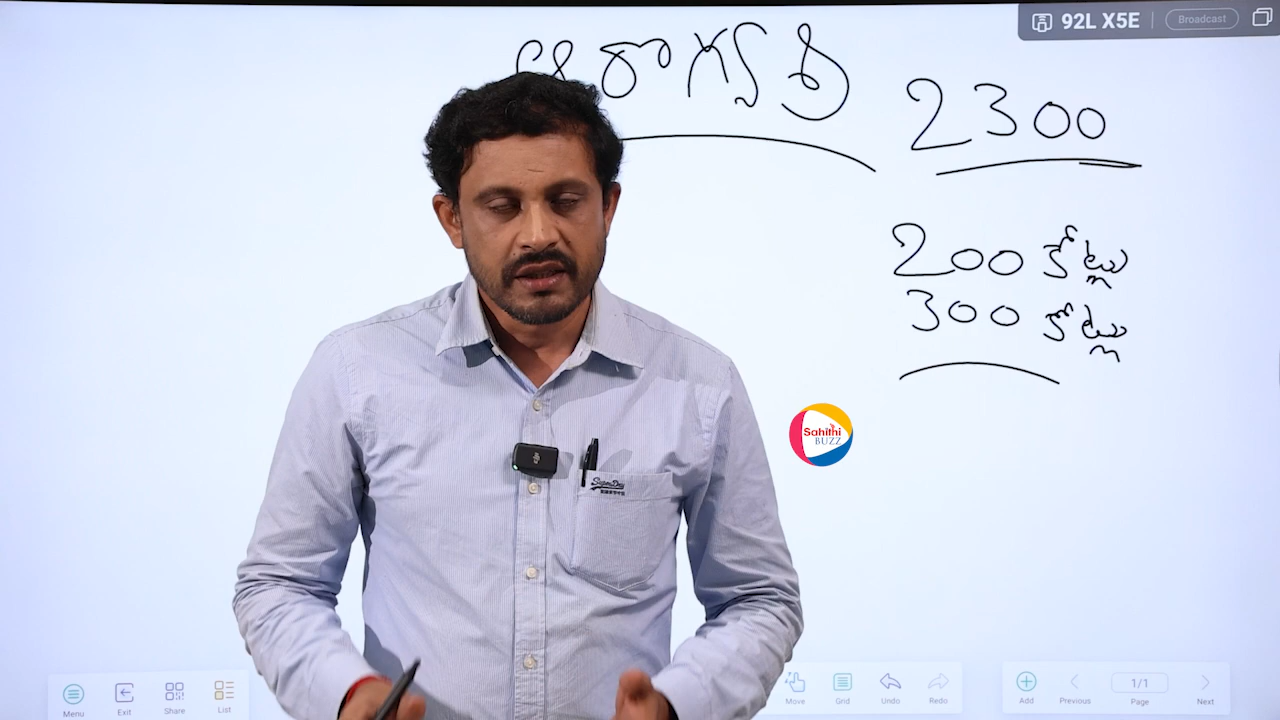 92L X5E Broadcast
ఆరోగ్యశ్రీ
2300
200 కోట్లు
300 కోట్లు
Sahithi
BUZZ
SuperDry
Menu Exit Share List Move Grid Undo Redo Add Previous 1/1 Page Next